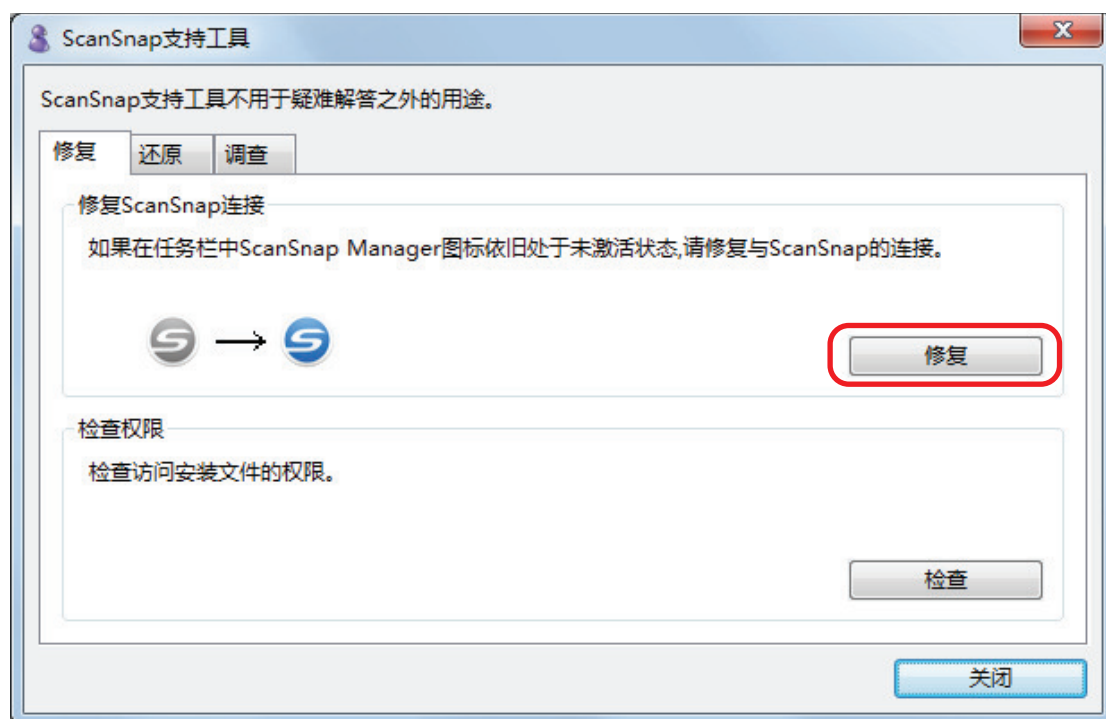 ScanSnap支持工具
ScanSnap支持工具不用于疑难解答之外的用途。
修复 还原 调查
修复ScanSnap连接
如果在任务栏中ScanSnap Manager图标依旧处于未激活状态,请修复与ScanSnap的连接。
修复
检查权限
检查访问安装文件的权限。
检查
关闭